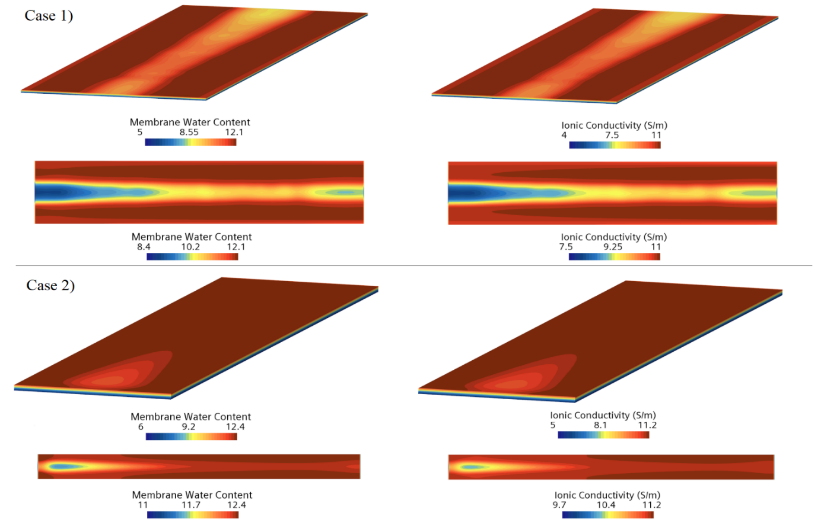 Case 1)
Membrane Water Content
5 8.55 12.1
Ionic Conductivity (S/m)
4 7.5 11
Membrane Water Content
8.4 10.2 12.1
Ionic Conductivity (S/m)
7.5 9.25 11
Case 2)
Membrane Water Content
6 9.2 12.4
Ionic Conductivity (S/m)
5 8.1 11.2
Membrane Water Content
11 11.7 12.4
Ionic Conductivity (S/m)
9.7 10.4 11.2